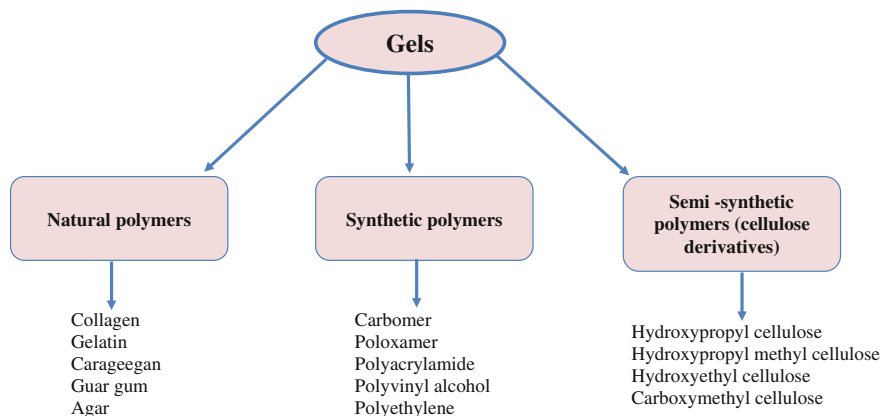 Gels
Natural polymers
Synthetic polymers
Semi -synthetic
polymers (cellulose
derivatives)
Collagen
Gelatin
Carageegan
Guar gum
Agar
Carbomer
Poloxamer
Polyacrylamide
Polyvinyl alcohol
Polyethylene
Hydroxypropyl cellulose
Hydroxypropyl methyl cellulose
Hydroxyethyl cellulose
Carboxymethyl cellulose